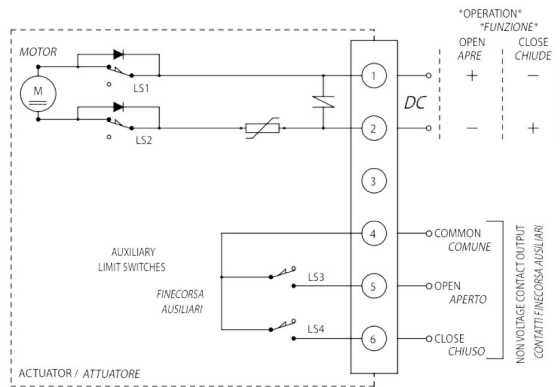 *OPERATION*
*FUNZIONE*
OPEN CLOSE
APRE CHIUDE
MOTOR
M
LS1
LS2
1
+ −
DC
2
− +
3
4
COMMON
COMUNE
AUXILIARY
LIMIT SWITCHES
FINECORSA
AUSILIARI
LS3
5
OPEN
APERTO
LS4
6
CLOSE
CHIUSO
NON VOLTAGE CONTACT OUTPUT
CONTATTI FINECORSA AUSILIARI
ACTUATOR / ATTUATORE